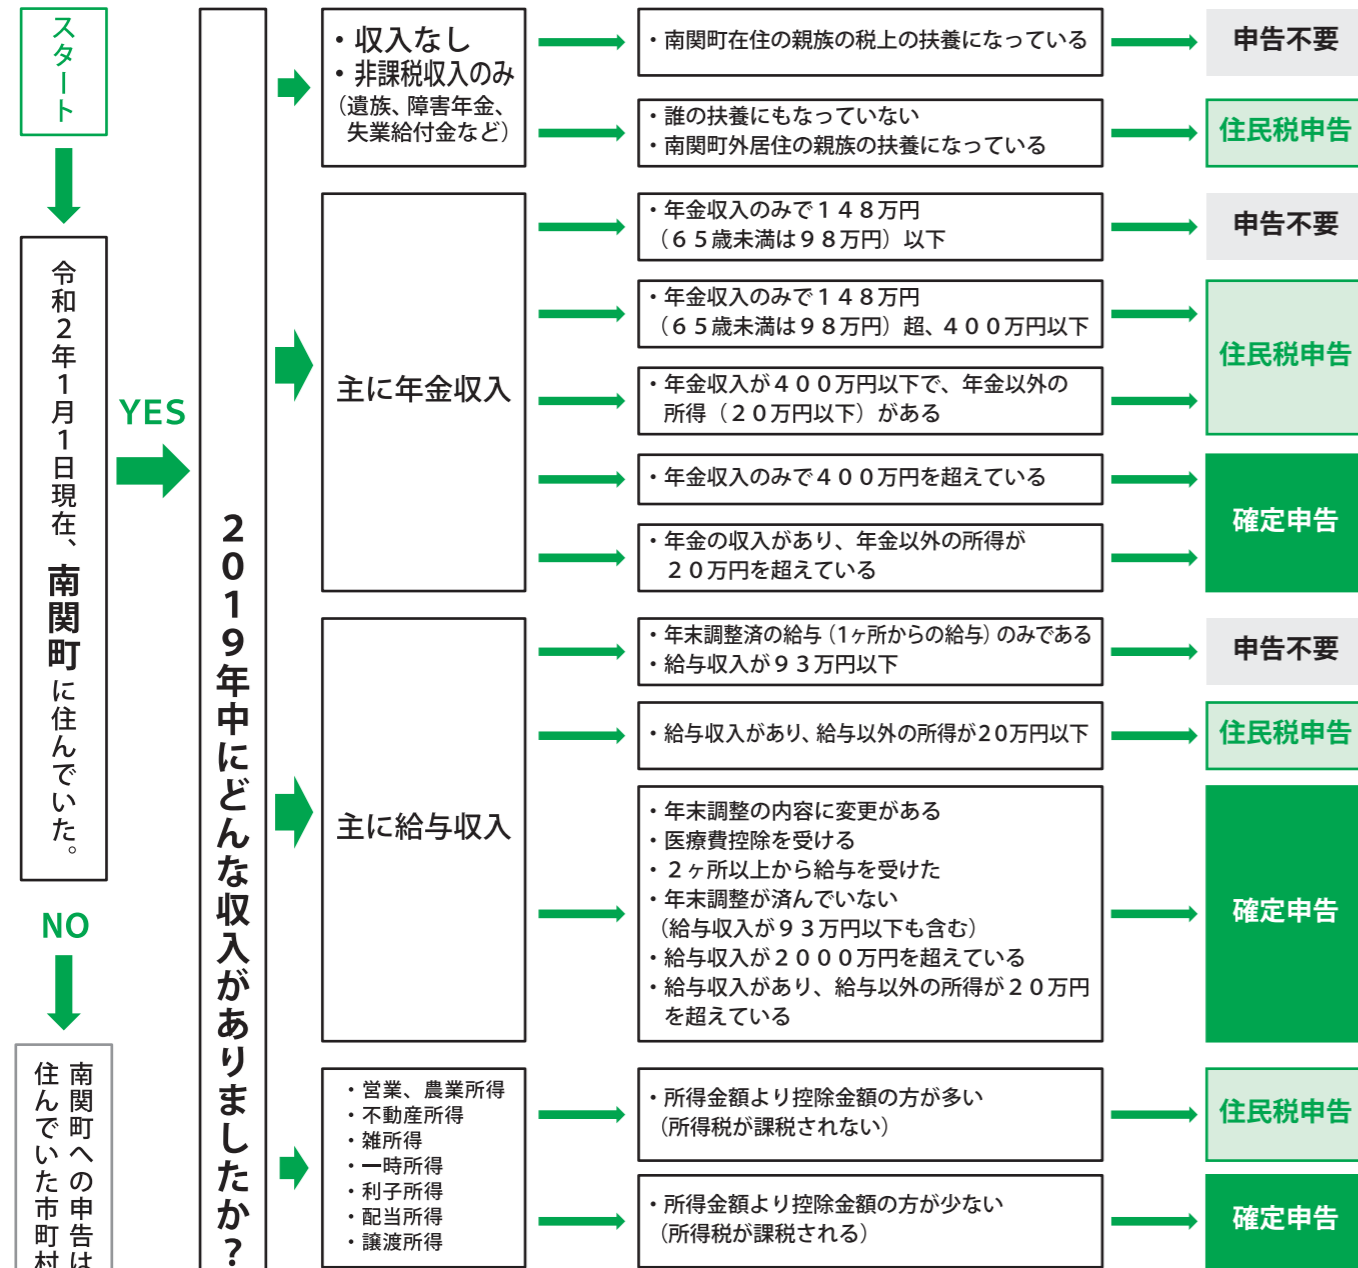 スタート
令和2年1月1日現在、南関町に住んでいた。
YES
NO
南関町への申告は
住んでいた市町村
2019年中にどんな収入がありましたか?
・収入なし
・非課税収入のみ
（遺族、障害年金、
失業給付金など）
・南関町在住の親族の税上の扶養になっている
申告不要
・誰の扶養にもなっていない
・南関町外居住の親族の扶養になっている
住民税申告
主に年金収入
・年金収入のみで１４８万円
（６５歳未満は９８万円）以下
申告不要
・年金収入のみで１４８万円
（６５歳未満は９８万円）超、４００万円以下
・年金収入が４００万円以下で、年金以外の
所得（２０万円以下）がある
住民税申告
・年金収入のみで４００万円を超えている
・年金の収入があり、年金以外の所得が
２０万円を超えている
確定申告
主に給与収入
・年末調整済の給与（1ヶ所からの給与）のみである
・給与収入が９３万円以下
申告不要
・給与収入があり、給与以外の所得が20万円以下
住民税申告
・年末調整の内容に変更がある
・医療費控除を受ける
・２ヶ所以上から給与を受けた
・年末調整が済んでいない
（給与収入が９３万円以下も含む）
・給与収入が２０００万円を超えている
・給与収入があり、給与以外の所得が２０万円
を超えている
確定申告
・営業、農業所得
・不動産所得
・雑所得
・一時所得
・利子所得
・配当所得
・譲渡所得
・所得金額より控除金額の方が多い
（所得税が課税されない）
住民税申告
・所得金額より控除金額の方が少ない
（所得税が課税される）
確定申告